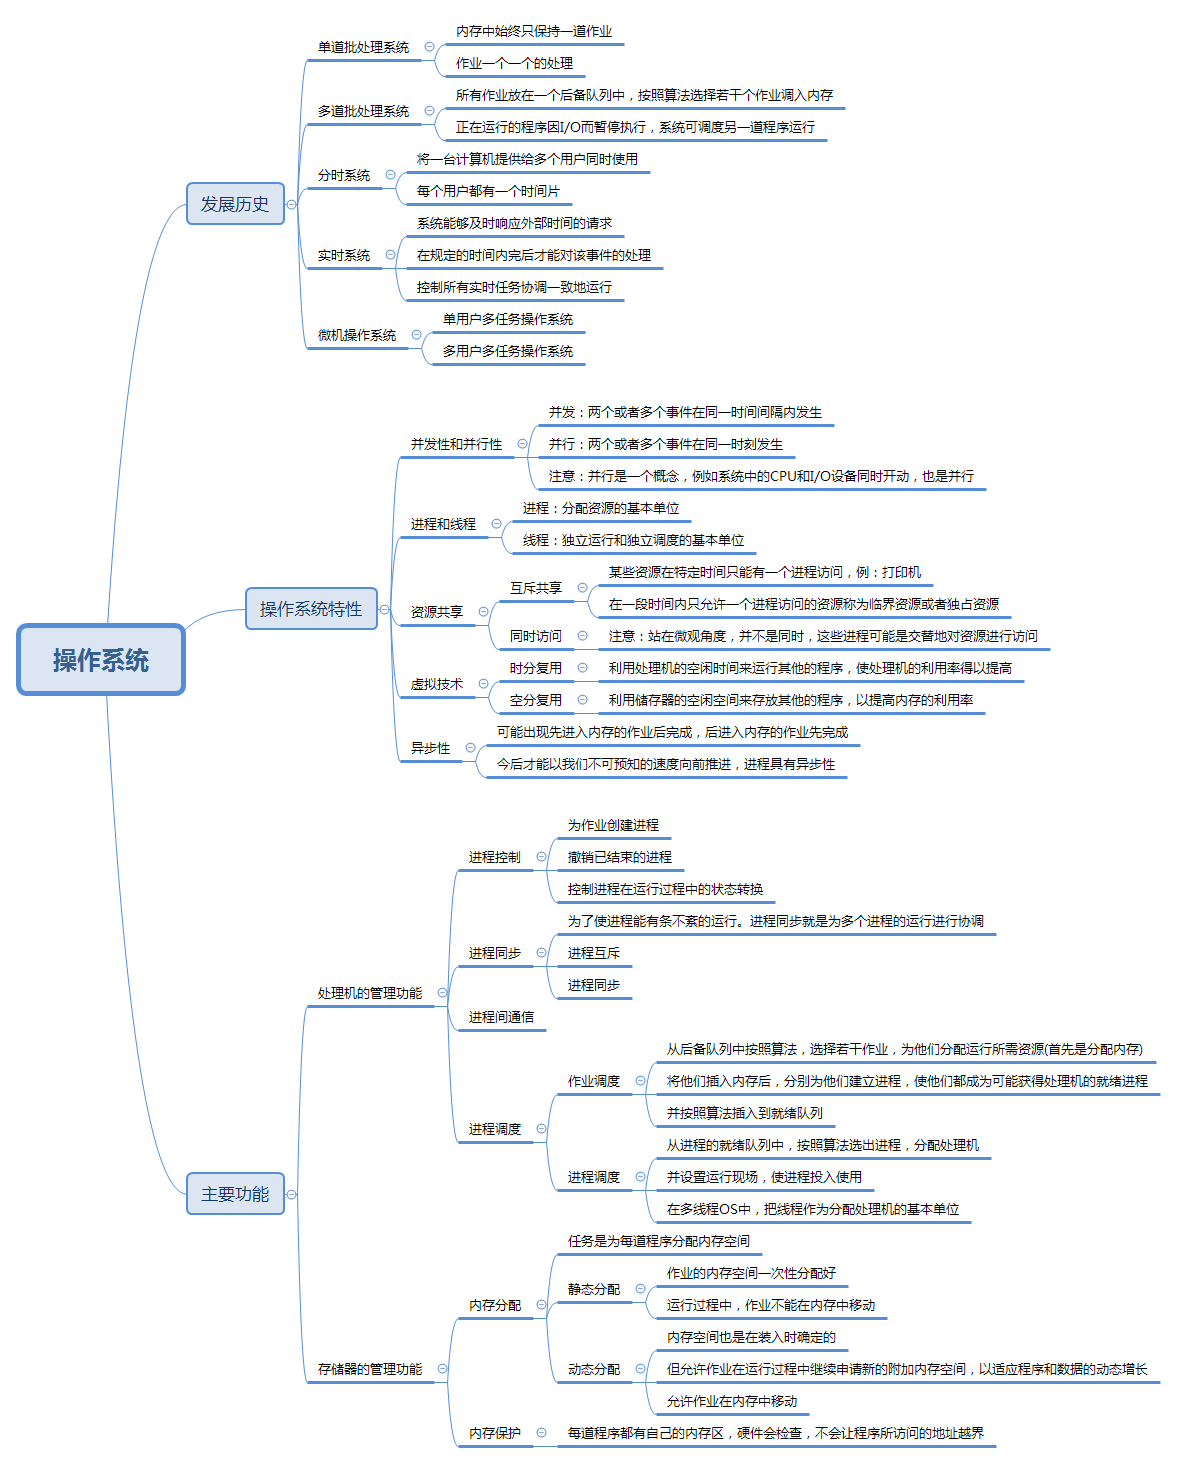 操作系统
发展历史
单道批处理系统
内存中始终只保持一道作业
作业一个一个的处理
多道批处理系统
所有作业放在一个后备队列中，按照算法选择若干个作业调入内存
正在运行的程序因I/O而暂停执行，系统可调度另一道程序运行
分时系统
将一台计算机提供给多个用户同时使用
每个用户都有一个时间片
实时系统
系统能够及时响应外部时间的请求
在规定的时间内完后才能对该事件的处理
控制所有实时任务协调一致地运行
微机操作系统
单用户多任务操作系统
多用户多任务操作系统
操作系统特性
并发性和并行性
并发：两个或者多个事件在同一时间间隔内发生
并行：两个或者多个事件在同一时刻发生
注意：并行是一个概念，例如系统中的CPU和I/O设备同时开动，也是并行
进程和线程
进程：分配资源的基本单位
线程：独立运行和独立调度的基本单位
资源共享
互斥共享
某些资源在特定时间只能有一个进程访问，例：打印机
在一段时间内只允许一个进程访问的资源称为临界资源或者独占资源
同时访问
注意：站在微观角度，并不是同时，这些进程可能是交替地对资源进行访问
虚拟技术
时分复用
利用处理机的空闲时间来运行其他的程序，使处理机的利用率得以提高
空分复用
利用储存器的空闲空间来存放其他的程序，以提高内存的利用率
异步性
可能出现先进入内存的作业后完成，后进入内存的作业先完成
今后才能以我们不可预知的速度向前推进，进程具有异步性
主要功能
处理机的管理功能
进程控制
为作业创建进程
撤销已结束的进程
控制进程在运行过程中的状态转换
进程同步
为了使进程能有条不紊的运行。进程同步就是为多个进程的运行进行协调
进程互斥
进程同步
进程间通信
进程调度
作业调度
从后备队列中按照算法，选择若干作业，为他们分配运行所需资源(首先是分配内存)
将他们插入内存后，分别为他们建立进程，使他们都成为可能获得处理机的就绪进程
并按照算法插入到就绪队列
进程调度
从进程的就绪队列中，按照算法选出进程，分配处理机
并设置运行现场，使进程投入使用
在多线程OS中，把线程作为分配处理机的基本单位
存储器的管理功能
内存分配
任务是为每道程序分配内存空间
静态分配
作业的内存空间一次性分配好
运行过程中，作业不能在内存中移动
动态分配
内存空间也是在装入时确定的
但允许作业在运行过程中继续申请新的附加内存空间，以适应程序和数据的动态增长
允许作业在内存中移动
内存保护
每道程序都有自己的内存区，硬件会检查，不会让程序所访问的地址越界